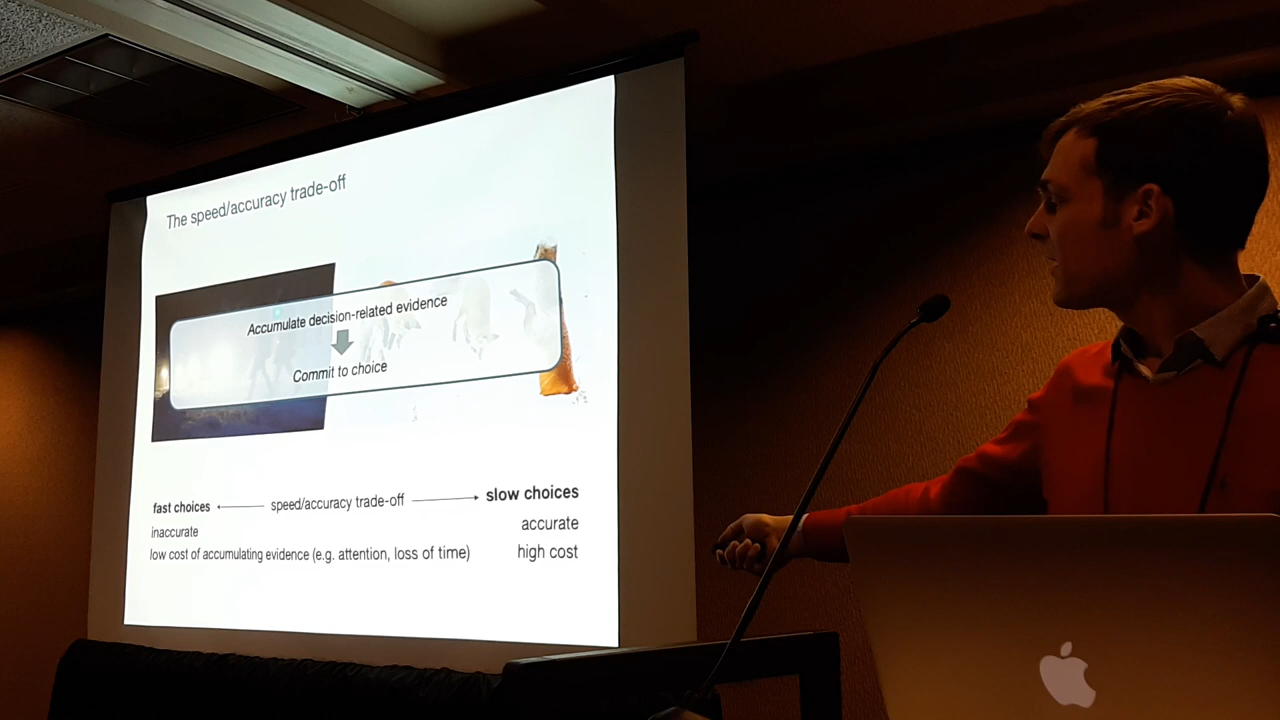 The speed/accuracy trade-off
Accumulate decision-related evidence
Commit to choice
fast choices speed/accuracy trade-off slow choices
inaccurate accurate
low cost of accumulating evidence (e.g. attention, loss of time) high cost